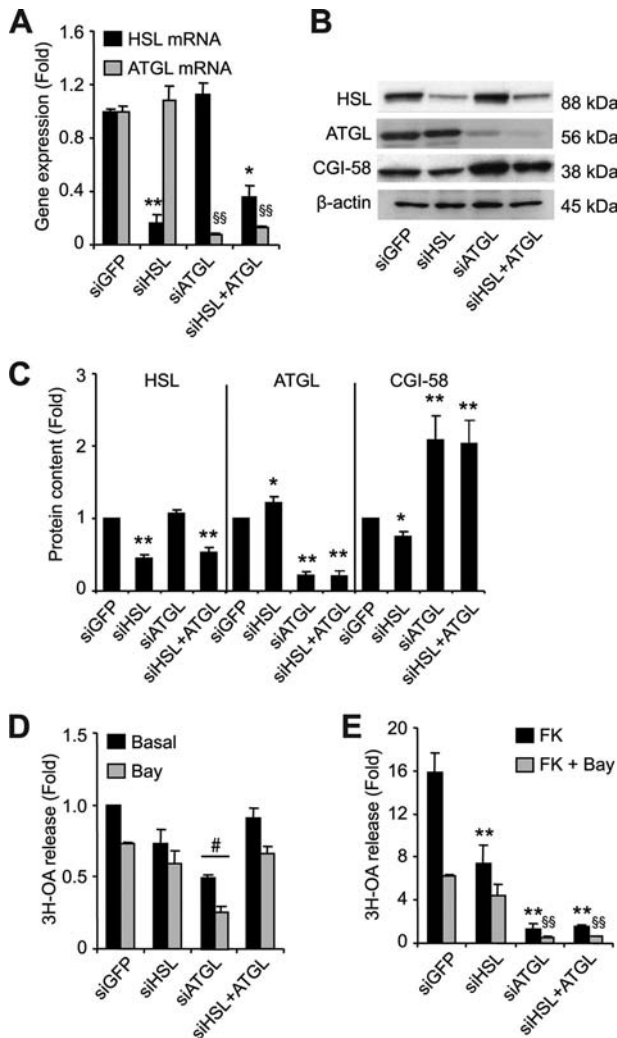 A
HSL mRNA
ATGL mRNA
Gene expression (Fold)
1.6
1.2
0.8
0.4
0
**
§§
*
§§
siGFP
siHSL
siATGL
siHSL+ATGL
B
HSL
88 kDa
ATGL
56 kDa
CGI-58
38 kDa
β-actin
45 kDa
siGFP
siHSL
siATGL
siHSL+ATGL
C
HSL
ATGL
CGI-58
Protein content (Fold)
3
2
1
0
**
**
*
**
**
*
**
**
siGFP
siHSL
siATGL
siHSL+ATGL
siGFP
siHSL
siATGL
siHSL+ATGL
siGFP
siHSL
siATGL
siHSL+ATGL
D
Basal
Bay
3H-OA release (Fold)
1.5
1.0
0.5
0
#
siGFP
siHSL
siATGL
siHSL+ATGL
E
FK
FK + Bay
3H-OA release (Fold)
20
16
12
8
4
0
**
**
§§
**
§§
siGFP
siHSL
siATGL
siHSL+ATGL